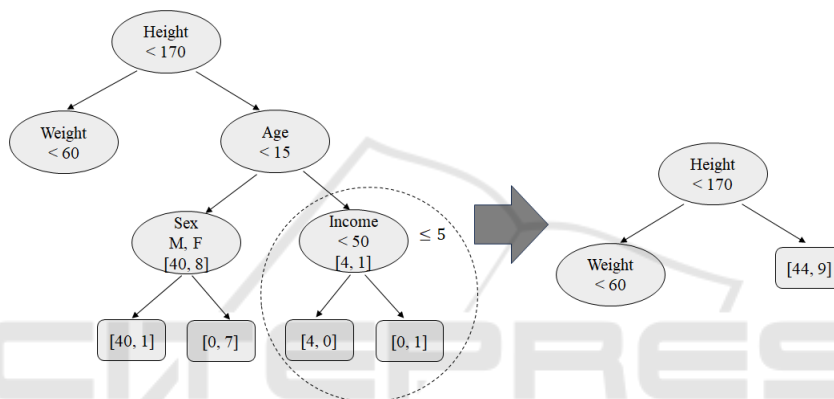 Height
< 170
Weight
< 60
Age
< 15
Sex
M, F
[40, 8]
Income
< 50
[4, 1]
≤ 5
[40, 1]
[0, 7]
[4, 0]
[0, 1]
Height
< 170
Weight
< 60
[44, 9]